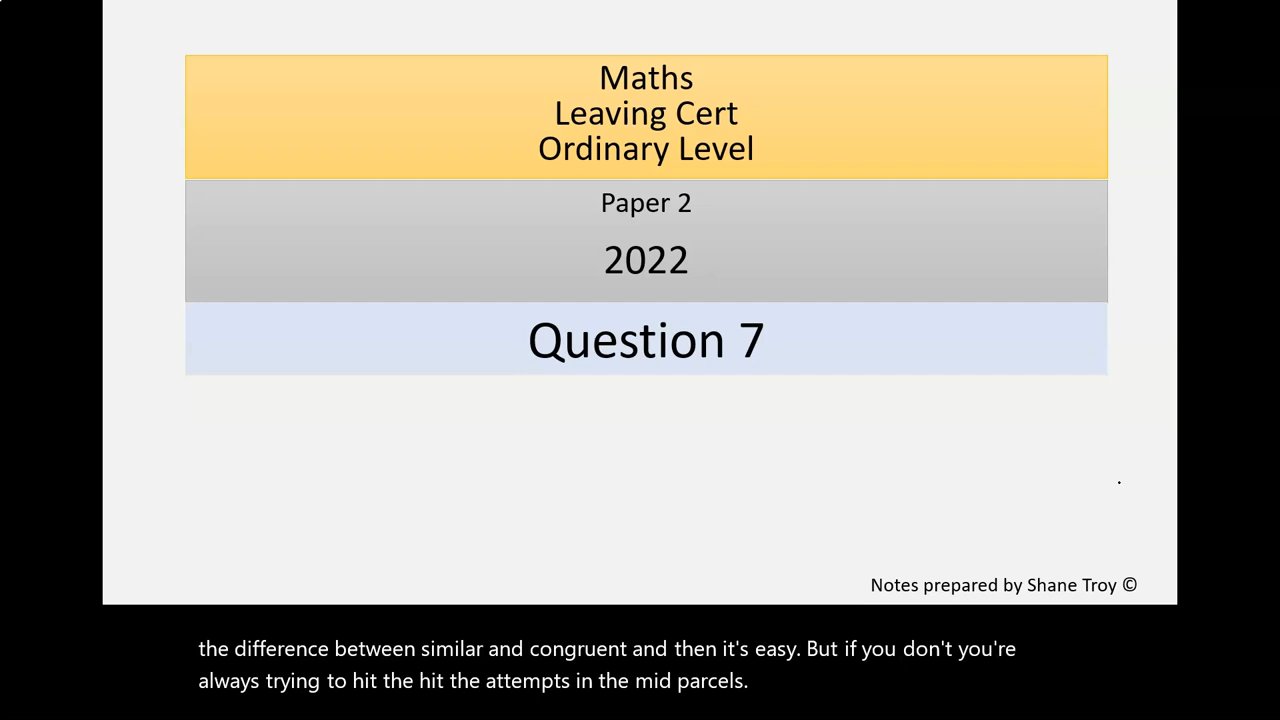 Maths
Leaving Cert
Ordinary Level
Paper 2
2022
Question 7
Notes prepared by Shane Troy ©
the difference between similar and congruent and then it's easy. But if you don't you're
always trying to hit the hit the attempts in the mid parcels.